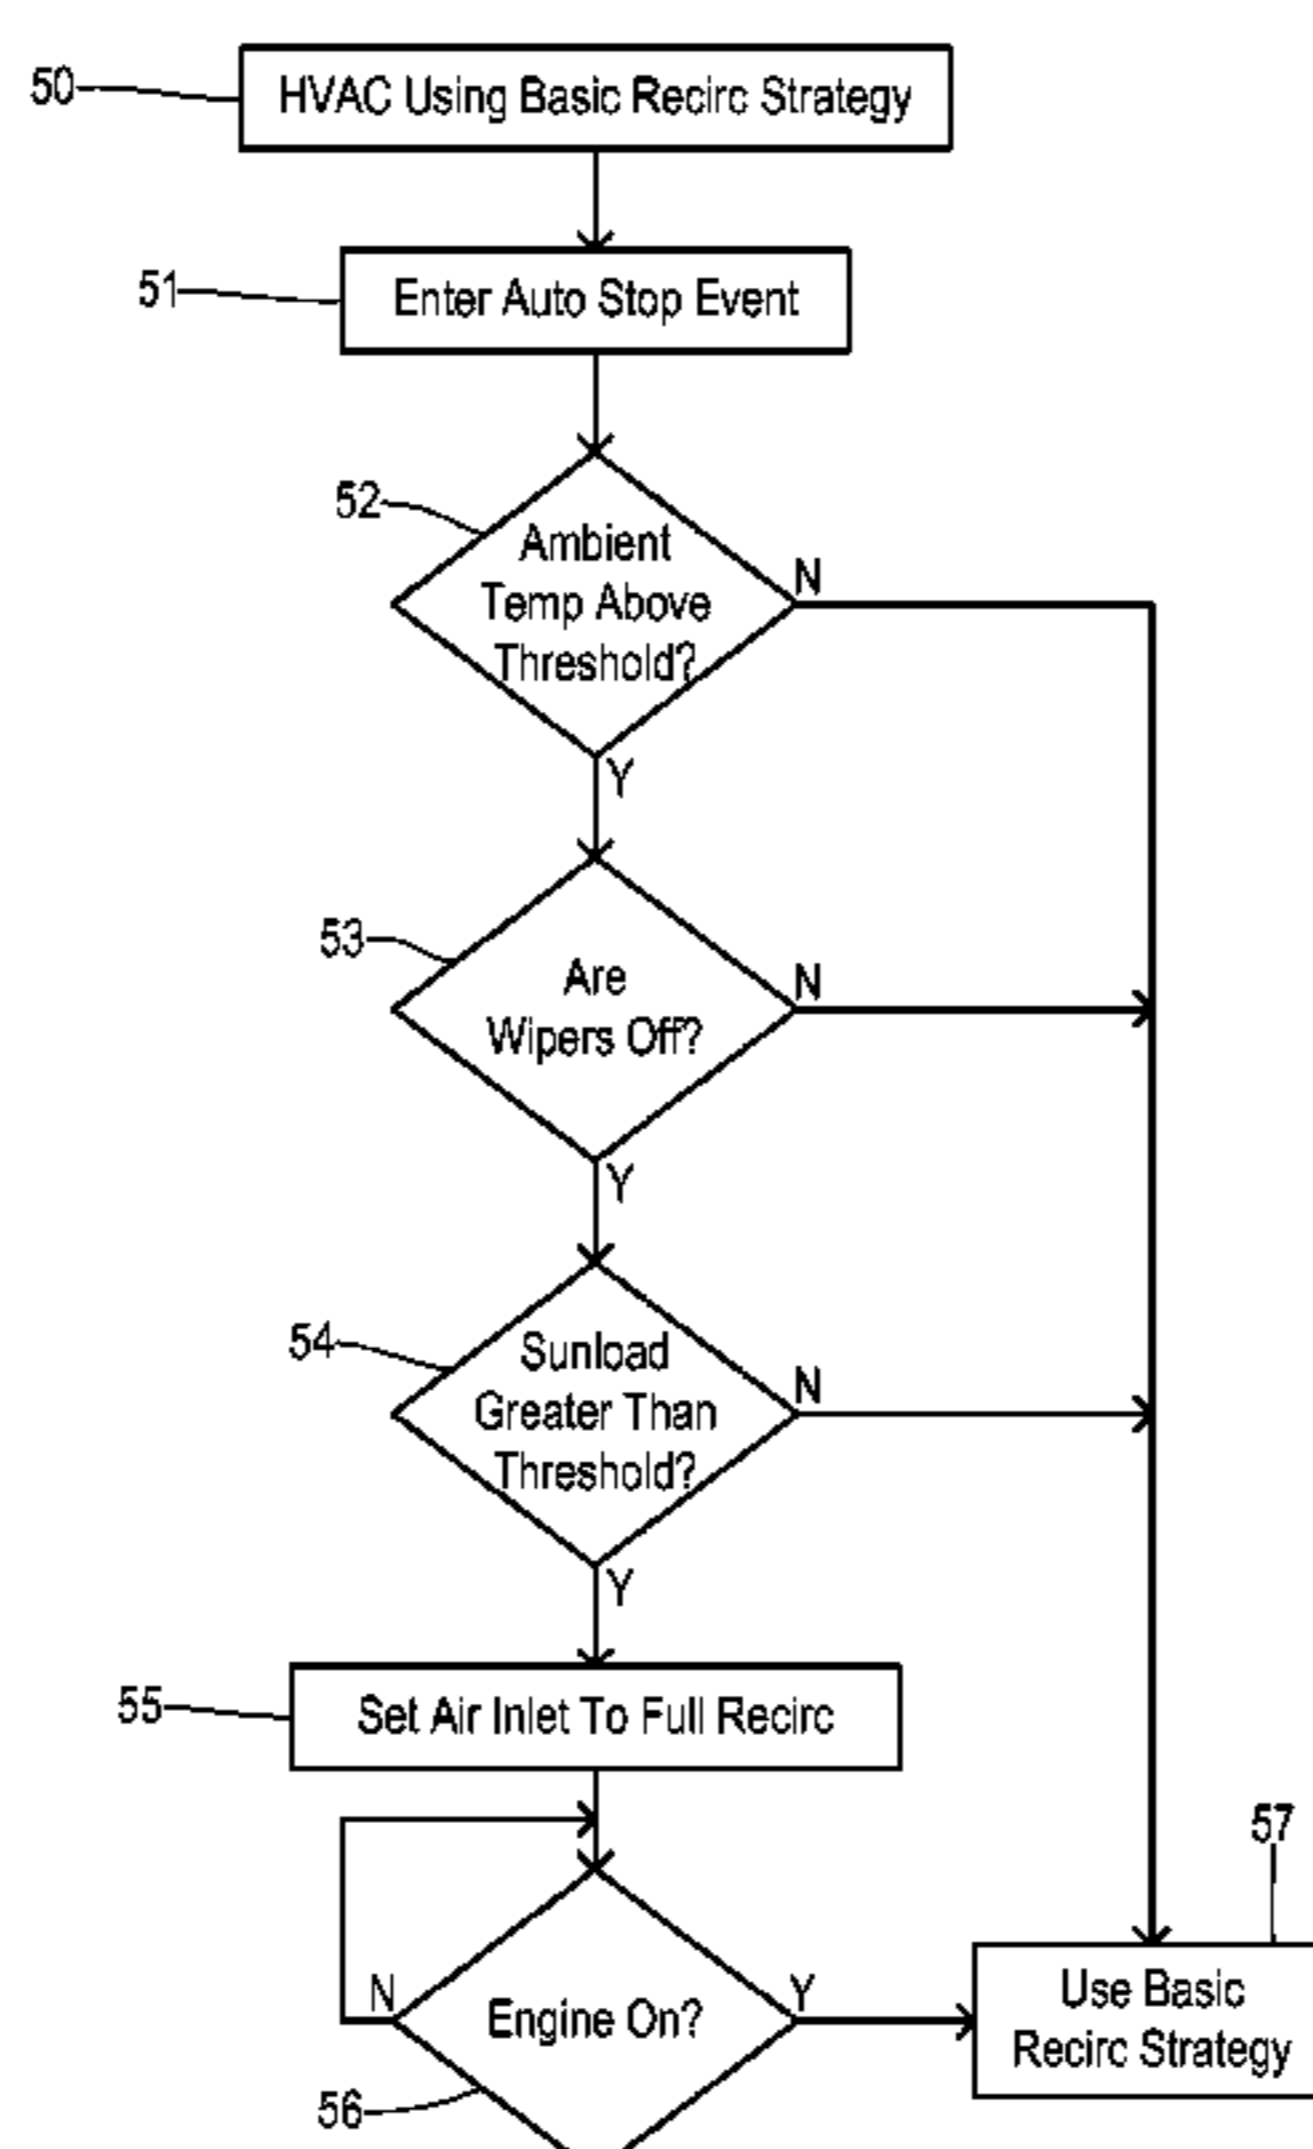 50
HVAC Using Basic Recirc Strategy
51
Enter Auto Stop Event
52
Ambient
Temp Above
Threshold?
N
Y
53
Are
Wipers Off?
N
Y
54
Sunload
Greater Than
Threshold?
N
Y
55
Set Air Inlet To Full Recirc
57
N
Engine On?
Y
Use Basic
Recirc Strategy
56